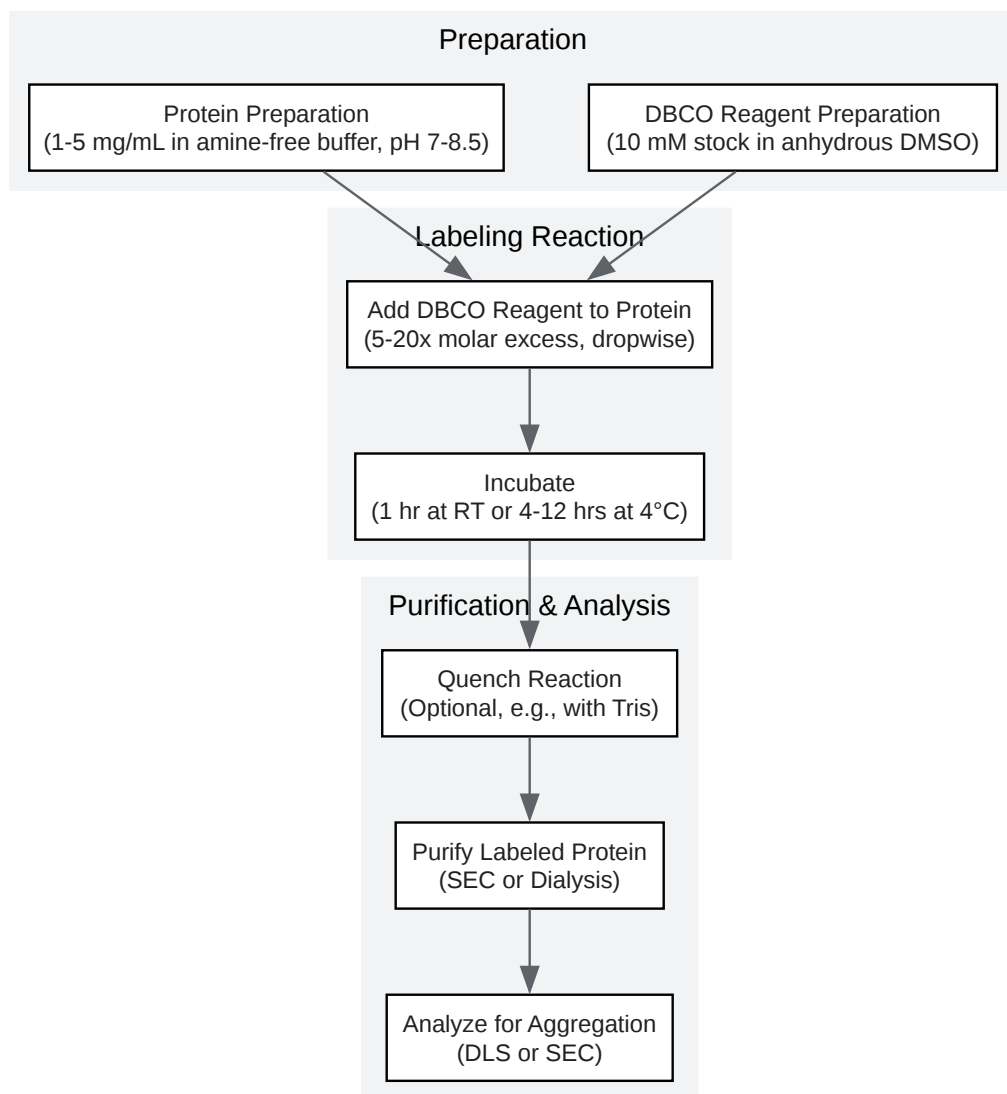 Preparation
Protein Preparation
(1-5 mg/mL in amine-free buffer, pH 7-8.5)
DBCO Reagent Preparation
(10 mM stock in anhydrous DMSO)
Labeling Reaction
Add DBCO Reagent to Protein
(5-20x molar excess, dropwise)
Incubate
(1 hr at RT or 4-12 hrs at 4°C)
Purification & Analysis
Quench Reaction
(Optional, e.g., with Tris)
Purify Labeled Protein
(SEC or Dialysis)
Analyze for Aggregation
(DLS or SEC)